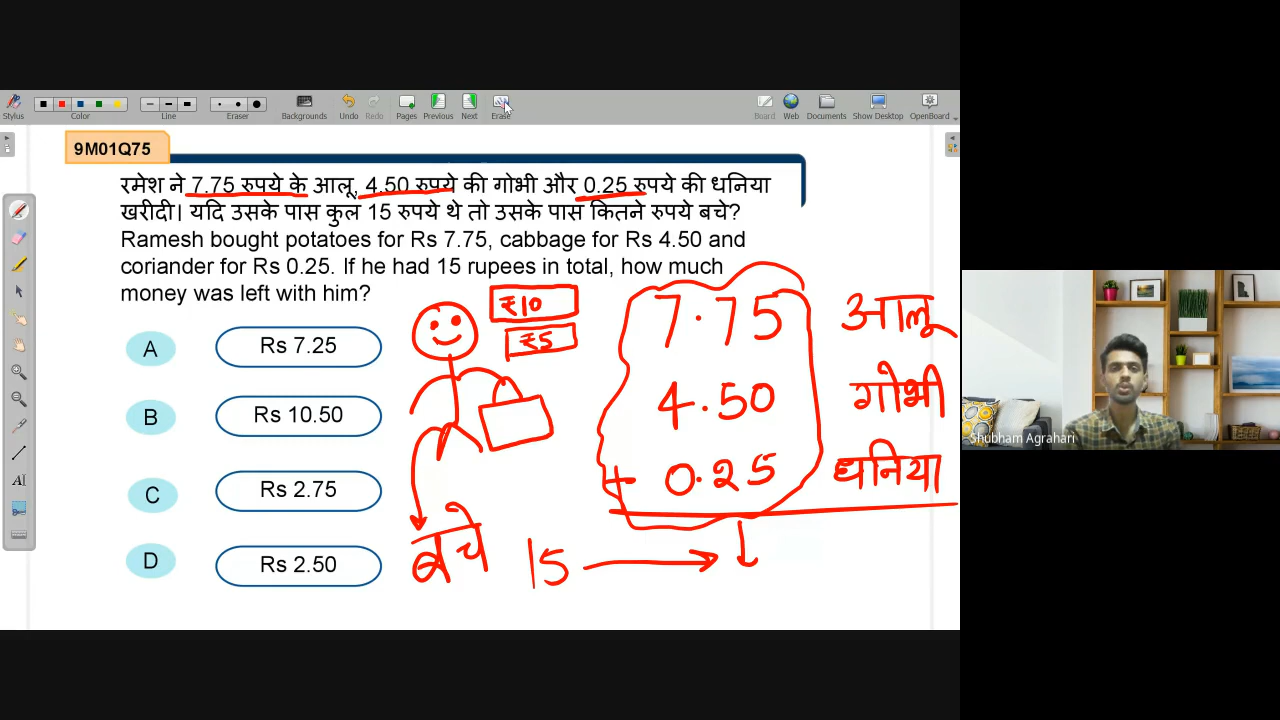 Stylus
Color
Line
Eraser
Backgrounds
Undo
Redo
Pages
Previous
Next
Erase
Board
Web
Documents
Show Desktop
OpenBoard
9M01Q75
रमेश ने 7.75 रुपये के आलू, 4.50 रुपये की गोभी और 0.25 रुपये की धनिया
खरीदी। यदि उसके पास कुल 15 रुपये थे तो उसके पास कितने रुपये बचे?
Ramesh bought potatoes for Rs 7.75, cabbage for Rs 4.50 and
coriander for Rs 0.25. If he had 15 rupees in total, how much
money was left with him?
A Rs 7.25
B Rs 10.50
C Rs 2.75
D Rs 2.50
₹10
₹5
7.75 आलू
4.50 गोभी
+ 0.25 धनिया
बचे
15
AI
Shubham Agrahari